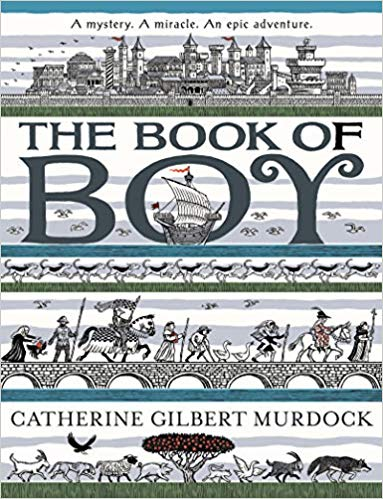 A mystery. A miracle. An epic adventure.
THE BOOK OF
BOY
CATHERINE GILBERT MURDOCK